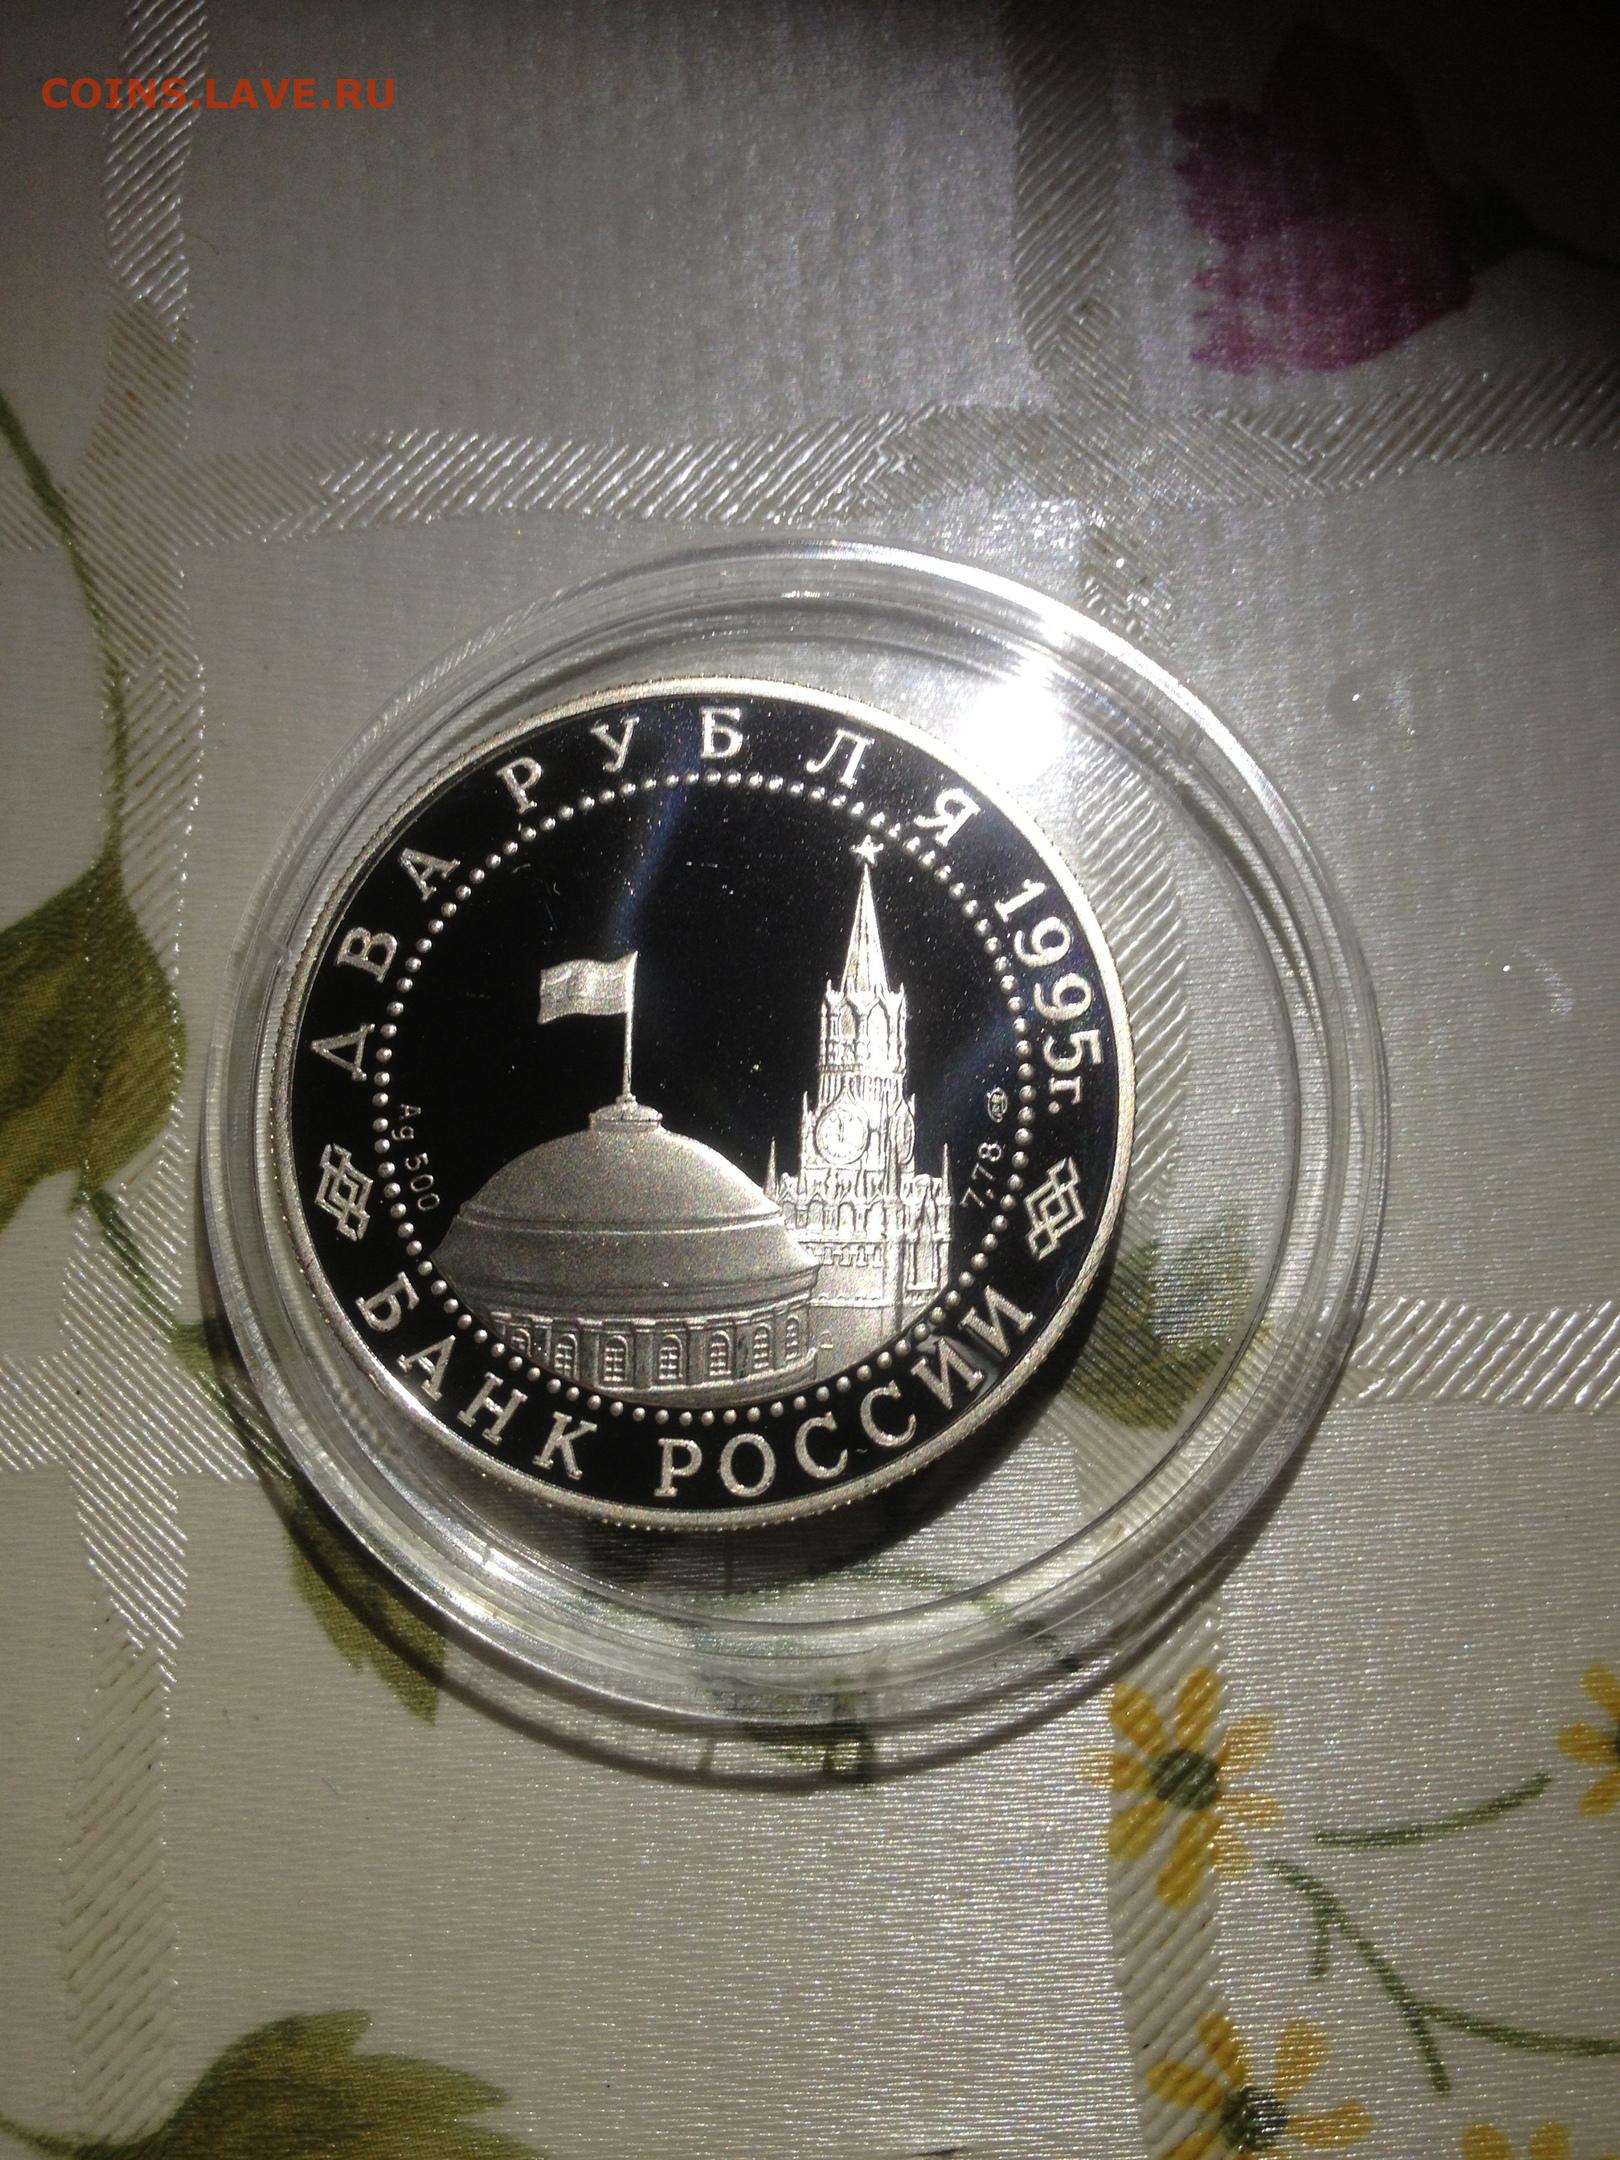 COINS.LAVE.RU
ДВА РУБЛЯ 1995г.
Ag 500
7,78
БАНК РОССИИ